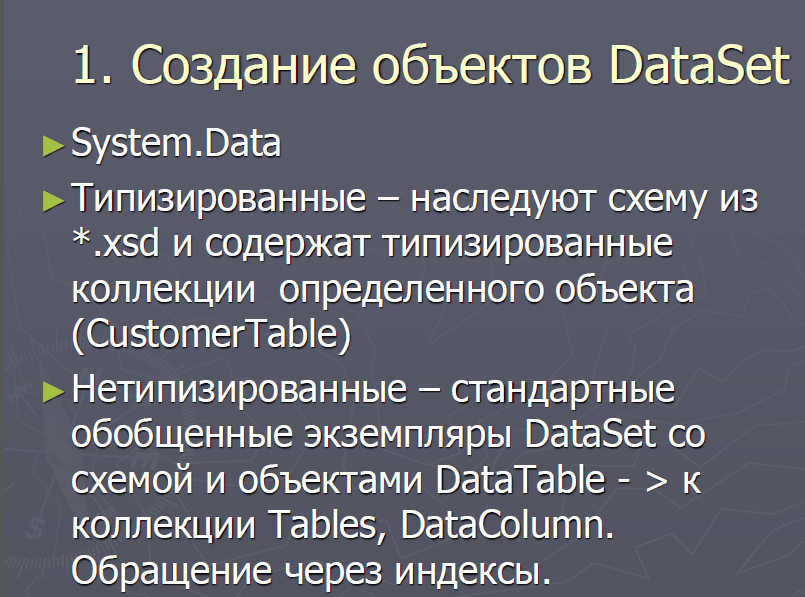 1. Создание объектов DataSet
►System.Data
►Типизированные – наследуют схему из
*.xsd и содержат типизированные
коллекции определенного объекта
(CustomerTable)
►Нетипизированные – стандартные
обобщенные экземпляры DataSet со
схемой и объектами DataTable - > к
коллекции Tables, DataColumn.
Обращение через индексы.